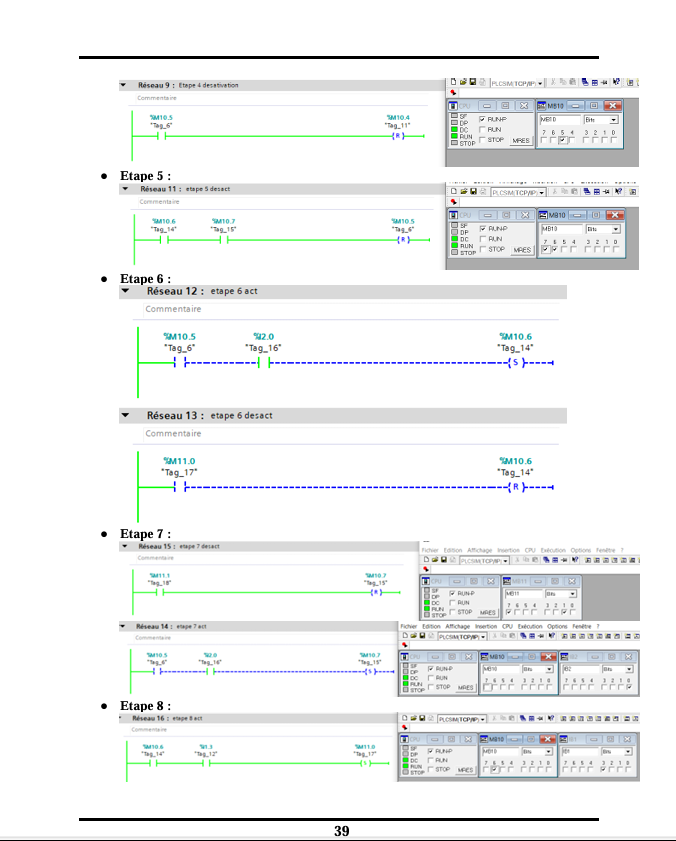 Réseau 9 : Etape 4 desativation
Commentaire
%M10.5 %M10.4
"Tag_6" "Tag_11"
( R )
PLCSIM(TCP/IP)
CPU MB10
SF
DP
DC
RUN
STOP
RUN-P
RUN
STOP MRES
MB10 Bits
7 6 5 4 3 2 1 0
• Etape 5 :
Réseau 11 : etape 5 desact
Commentaire
%M10.6 %M10.7 %M10.5
"Tag_14" "Tag_15" "Tag_6"
( R )
PLCSIM(TCP/IP)
CPU MB10
SF
DP
DC
RUN
STOP
RUN-P
RUN
STOP MRES
MB10 Bits
7 6 5 4 3 2 1 0
• Etape 6 :
Réseau 12 : etape 6 act
Commentaire
%M10.5 %I2.0 %M10.6
"Tag_6" "Tag_16" "Tag_14"
( S )
Réseau 13 : etape 6 desact
Commentaire
%M11.0 %M10.6
"Tag_17" "Tag_14"
( R )
• Etape 7 :
Réseau 15 : etape 7 desact
Commentaire
%M11.1 %M10.7
"Tag_18" "Tag_15"
( R )
Fichier Edition Affichage Insertion CPU Exécution Options Fenêtre ?
PLCSIM(TCP/IP)
CPU MB11
SF
DP
DC
RUN
STOP
RUN-P
RUN
STOP MRES
MB11 Bits
7 6 5 4 3 2 1 0
Réseau 14 : etape 7 act
Commentaire
%M10.5 %I2.0 %M10.7
"Tag_6" "Tag_16" "Tag_15"
( S )
Fichier Edition Affichage Insertion CPU Exécution Options Fenêtre ?
PLCSIM(TCP/IP)
CPU MB10 IB2
SF
DP
DC
RUN
STOP
RUN-P
RUN
STOP MRES
MB10 Bits IB2 Bits
7 6 5 4 3 2 1 0 7 6 5 4 3 2 1 0
• Etape 8 :
Réseau 16 : etape 8 act
Commentaire
%M10.6 %I1.3 %M11.0
"Tag_14" "Tag_12" "Tag_17"
( S )
PLCSIM(TCP/IP)
CPU MB10 IB1
SF
DP
DC
RUN
STOP
RUN-P
RUN
STOP MRES
MB10 Bits IB1 Bits
7 6 5 4 3 2 1 0 7 6 5 4 3 2 1 0
39